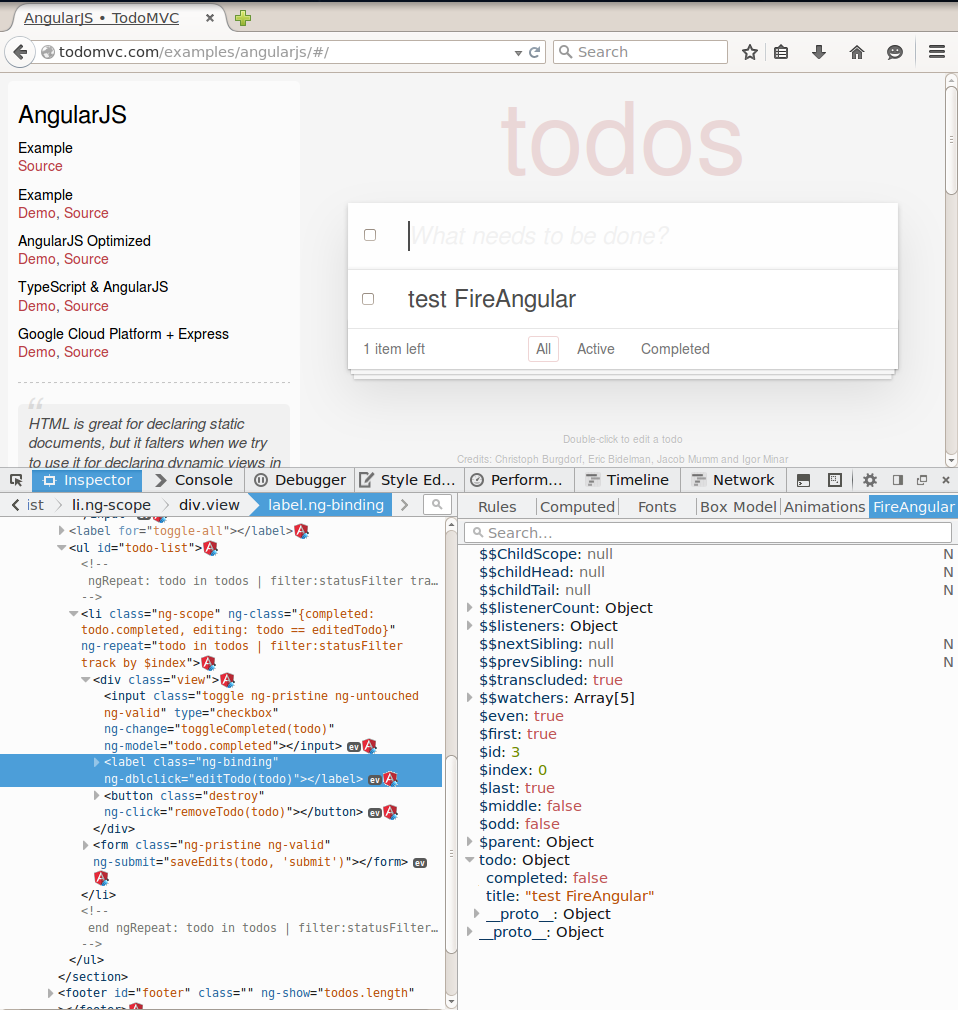 AngularJS • TodoMVC
todomvc.com/examples/angularjs/#/
Search
AngularJS
Example
Source
Example
Demo, Source
AngularJS Optimized
Demo, Source
TypeScript & AngularJS
Demo, Source
Google Cloud Platform + Express
Demo, Source
“
HTML is great for declaring static
documents, but it falters when we try
to use it for declaring dynamic views in
todos
What needs to be done?
test FireAngular
1 item left
All
Active
Completed
Double-click to edit a todo
Credits: Christoph Burgdorf, Eric Bidelman, Jacob Mumm and Igor Minar
Inspector
Console
Debugger
Style Ed…
Perform…
Timeline
Network
ist
li.ng-scope
div.view
label.ng-binding
<label for="toggle-all"></label>
<ul id="todo-list">
<!--
ngRepeat: todo in todos | filter:statusFilter tra…
-->
<li class="ng-scope" ng-class="{completed:
todo.completed, editing: todo == editedTodo}"
ng-repeat="todo in todos | filter:statusFilter
track by $index">
<div class="view">
<input class="toggle ng-pristine ng-untouched
ng-valid" type="checkbox"
ng-change="toggleCompleted(todo)"
ng-model="todo.completed"></input> ev
<label class="ng-binding"
ng-dblclick="editTodo(todo)"></label> ev
<button class="destroy"
ng-click="removeTodo(todo)"></button> ev
</div>
<form class="ng-pristine ng-valid"
ng-submit="saveEdits(todo, 'submit')"></form> ev
</li>
<!--
end ngRepeat: todo in todos | filter:statusFilter…
-->
</ul>
</section>
<footer id="footer" class="" ng-show="todos.length"
></footer>
Rules
Computed
Fonts
Box Model
Animations
FireAngular
Search...
$$ChildScope: null N
$$childHead: null N
$$childTail: null N
$$listenerCount: Object
$$listeners: Object
$$nextSibling: null N
$$prevSibling: null N
$$transcluded: true
$$watchers: Array[5]
$even: true
$first: true
$id: 3
$index: 0
$last: true
$middle: false
$odd: false
$parent: Object
todo: Object
completed: false
title: "test FireAngular"
__proto__: Object
__proto__: Object